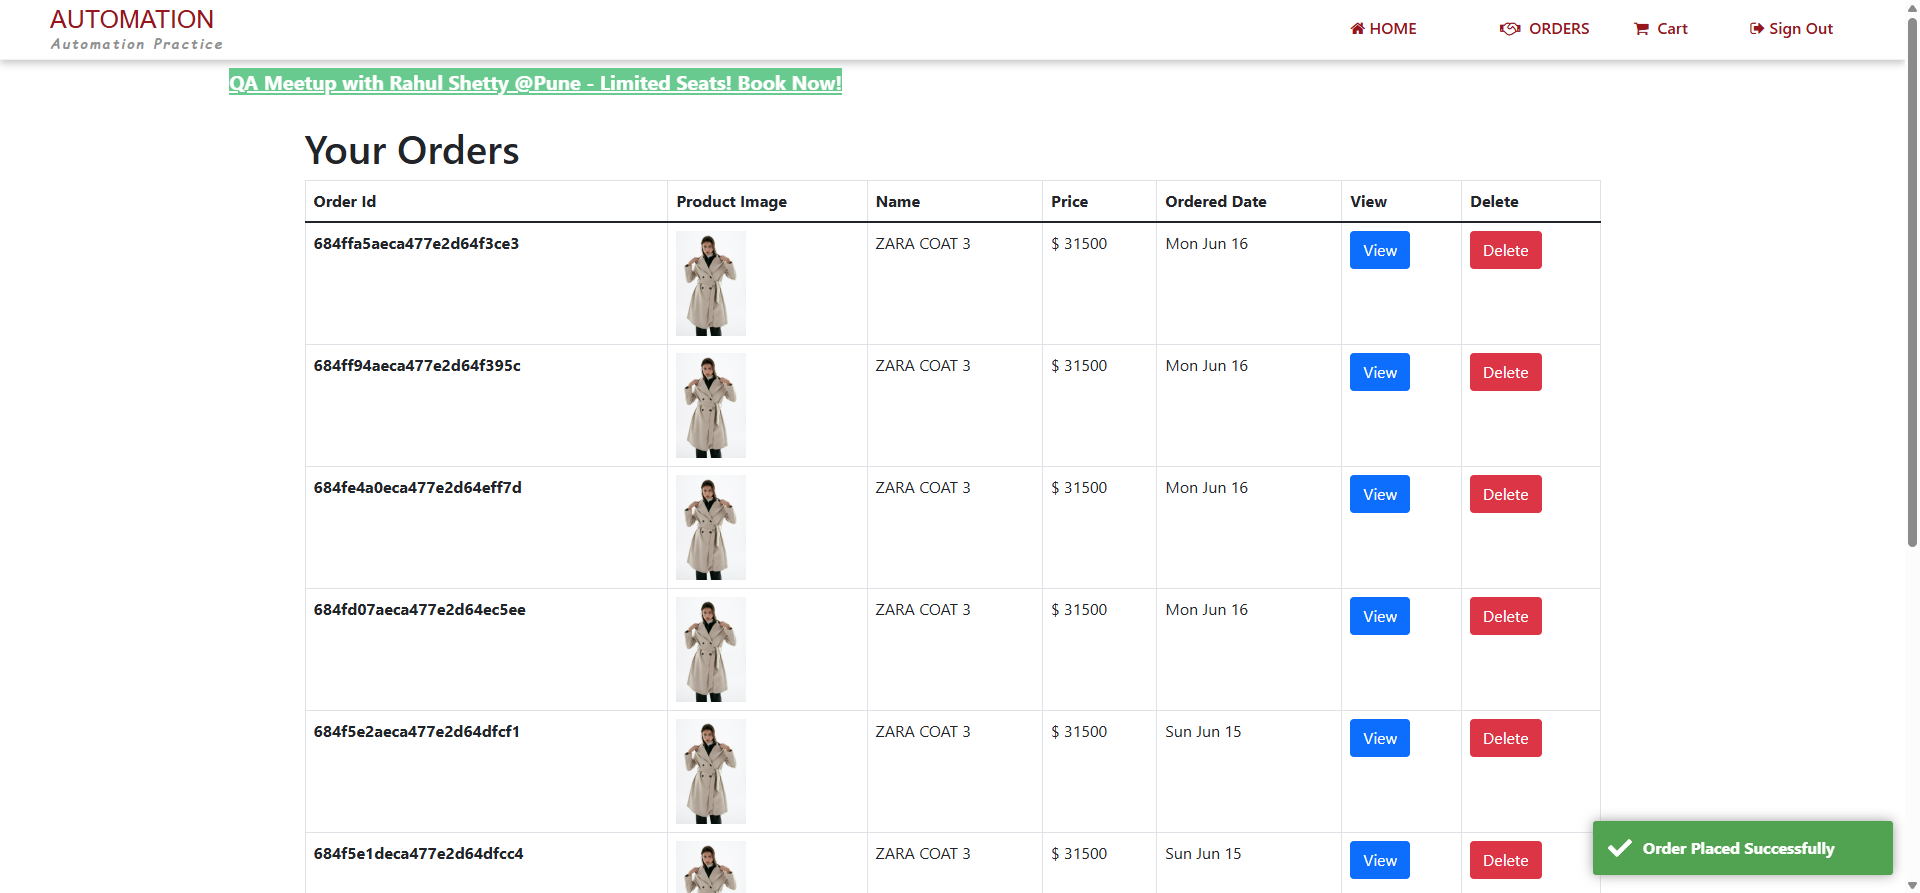 AUTOMATION
Automation Practice
HOME ORDERS Cart Sign Out
QA Meetup with Rahul Shetty @Pune - Limited Seats! Book Now!
Your Orders
Order Id Product Image Name Price Ordered Date View Delete
684ffa5aeca477e2d64f3ce3 ZARA COAT 3 $ 31500 Mon Jun 16 View Delete
684ff94aeca477e2d64f395c ZARA COAT 3 $ 31500 Mon Jun 16 View Delete
684fe4a0eca477e2d64eff7d ZARA COAT 3 $ 31500 Mon Jun 16 View Delete
684fd07aeca477e2d64ec5ee ZARA COAT 3 $ 31500 Mon Jun 16 View Delete
684f5e2aeca477e2d64dfcf1 ZARA COAT 3 $ 31500 Sun Jun 15 View Delete
684f5e1deca477e2d64dfcc4 ZARA COAT 3 $ 31500 Sun Jun 15 View Delete
Order Placed Successfully